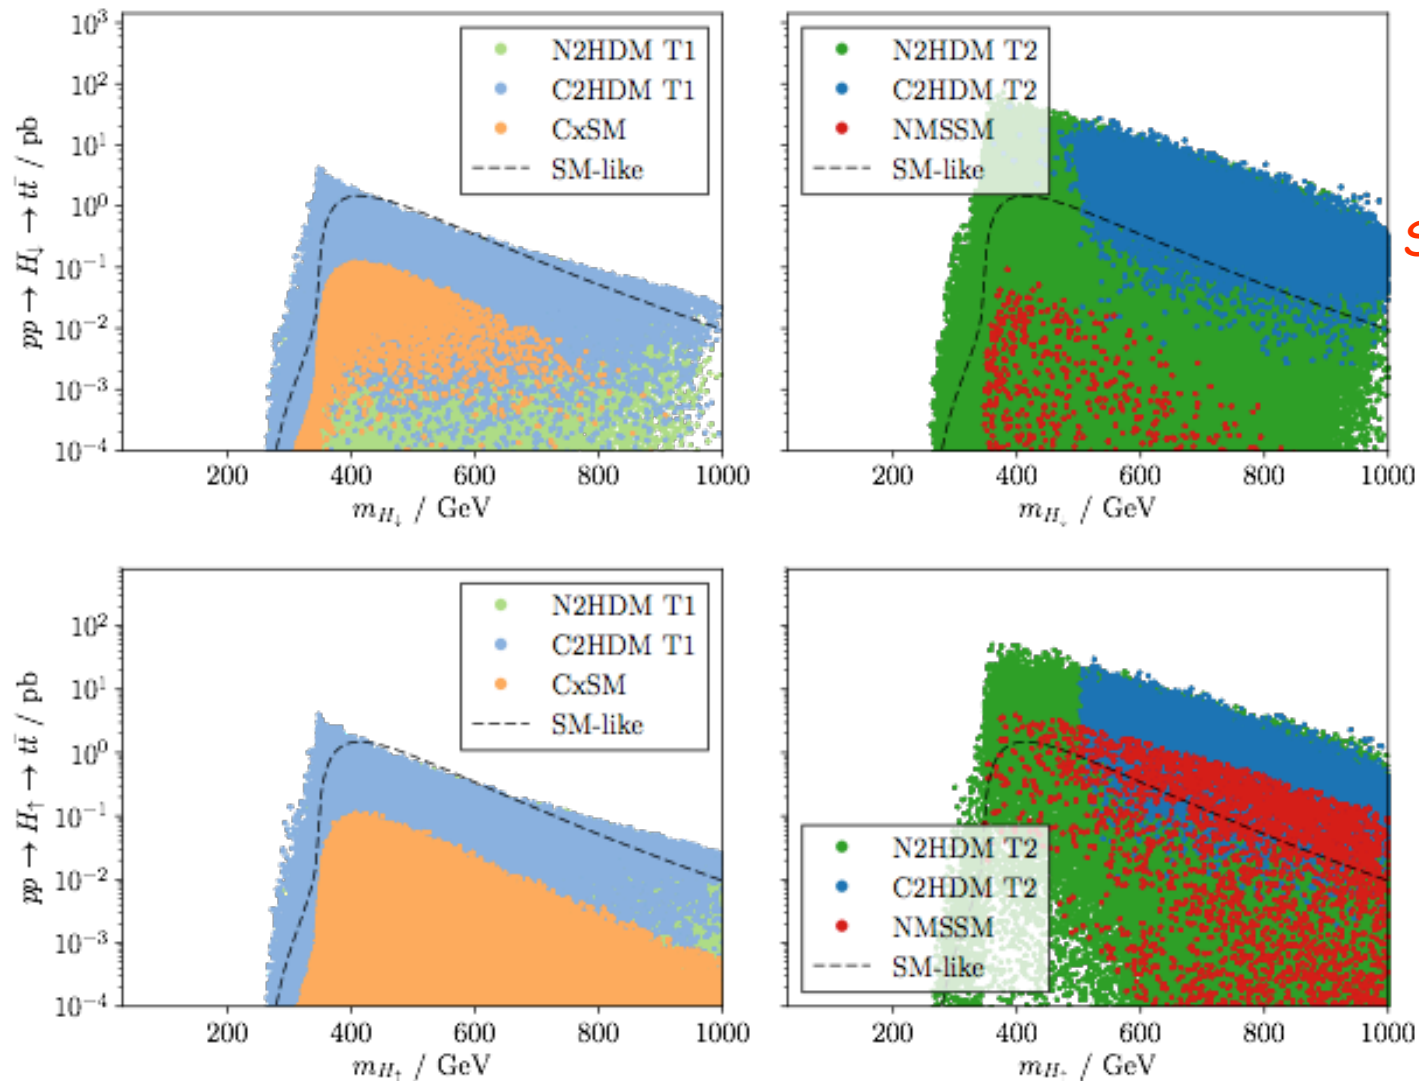 pp → H↓ → tt̄ / pb
10³
10²
10¹
10⁰
10⁻¹
10⁻²
10⁻³
10⁻⁴
N2HDM T1
C2HDM T1
CxSM
SM-like
200 400 600 800 1000
m_H↓ / GeV
N2HDM T2
C2HDM T2
NMSSM
SM-like
200 400 600 800 1000
m_H↓ / GeV
S
pp → H↑ → tt̄ / pb
10²
10¹
10⁰
10⁻¹
10⁻²
10⁻³
10⁻⁴
N2HDM T1
C2HDM T1
CxSM
SM-like
200 400 600 800 1000
m_H↑ / GeV
N2HDM T2
C2HDM T2
NMSSM
SM-like
200 400 600 800 1000
m_H↑ / GeV